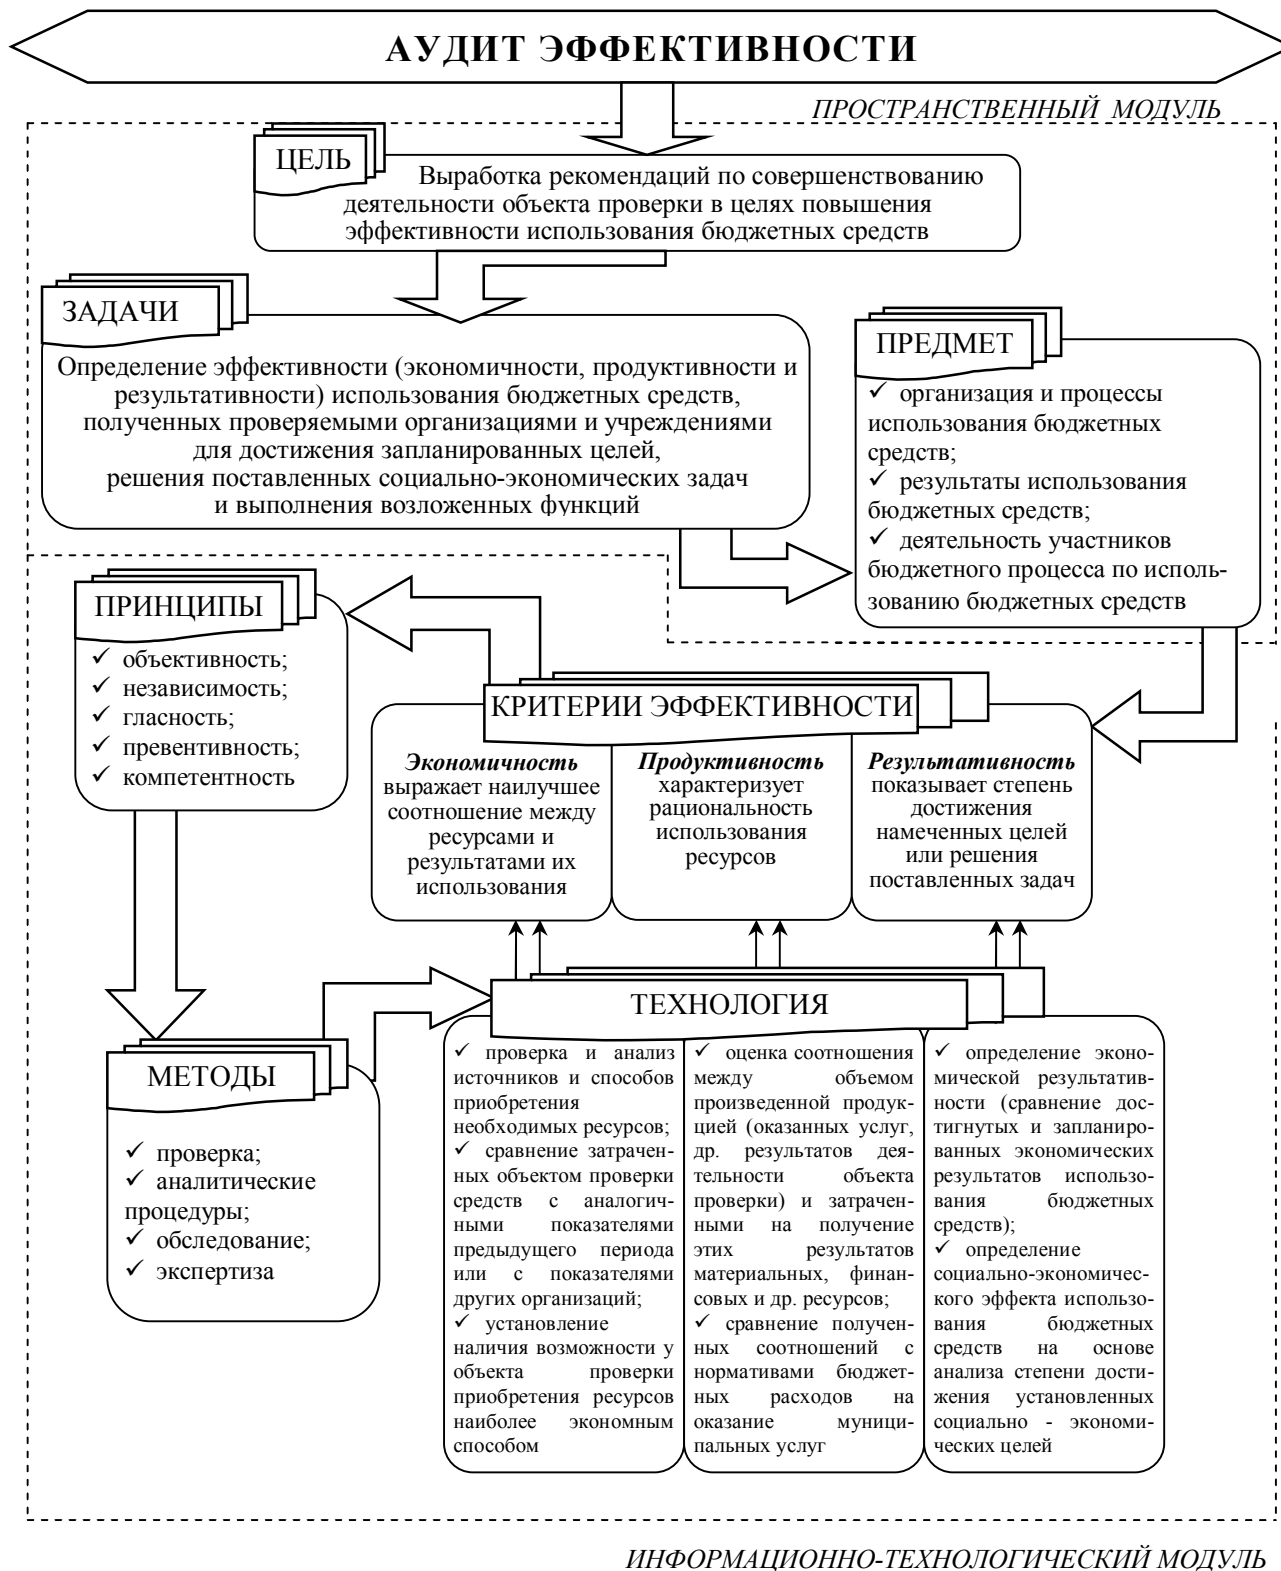 АУДИТ ЭФФЕКТИВНОСТИ
ПРОСТРАНСТВЕННЫЙ МОДУЛЬ
ЦЕЛЬ
Выработка рекомендаций по совершенствованию
деятельности объекта проверки в целях повышения
эффективности использования бюджетных средств
ЗАДАЧИ
Определение эффективности (экономичности, продуктивности и
результативности) использования бюджетных средств,
полученных проверяемыми организациями и учреждениями
для достижения запланированных целей,
решения поставленных социально-экономических задач
и выполнения возложенных функций
ПРЕДМЕТ
✓ организация и процессы
использования бюджетных
средств;
✓ результаты использования
бюджетных средств;
✓ деятельность участников
бюджетного процесса по исполь-
зованию бюджетных средств
ПРИНЦИПЫ
✓ объективность;
✓ независимость;
✓ гласность;
✓ превентивность;
✓ компетентность
КРИТЕРИИ ЭФФЕКТИВНОСТИ
Экономичность
выражает наилучшее
соотношение между
ресурсами и
результатами их
использования
Продуктивность
характеризует
рациональность
использования
ресурсов
Результативность
показывает степень
достижения
намеченных целей
или решения
поставленных задач
МЕТОДЫ
✓ проверка;
✓ аналитические
процедуры;
✓ обследование;
✓ экспертиза
ТЕХНОЛОГИЯ
✓ проверка и анализ
источников и способов
приобретения
необходимых ресурсов;
✓ сравнение затрачен-
ных объектом проверки
средств с аналогич-
ными показателями
предыдущего периода
или с показателями
других организаций;
✓ установление
наличия возможности у
объекта проверки
приобретения ресурсов
наиболее экономным
способом
✓ оценка соотношения
между объемом
произведенной продук-
цией (оказанных услуг,
др. результатов дея-
тельности объекта
проверки) и затрачен-
ными на получение
этих результатов
материальных, финан-
совых и др. ресурсов;
✓ сравнение получен-
ных соотношений с
нормативами бюджет-
ных расходов на
оказание муници-
пальных услуг
✓ определение эконо-
мической результатив-
ности (сравнение дос-
тигнутых и запланиро-
ванных экономических
результатов использо-
вания бюджетных
средств);
✓ определение
социально-экономичес-
кого эффекта использо-
вания бюджетных
средств на основе
анализа степени дости-
жения установленных
социально - экономи-
ческих целей
ИНФОРМАЦИОННО-ТЕХНОЛОГИЧЕСКИЙ МОДУЛЬ